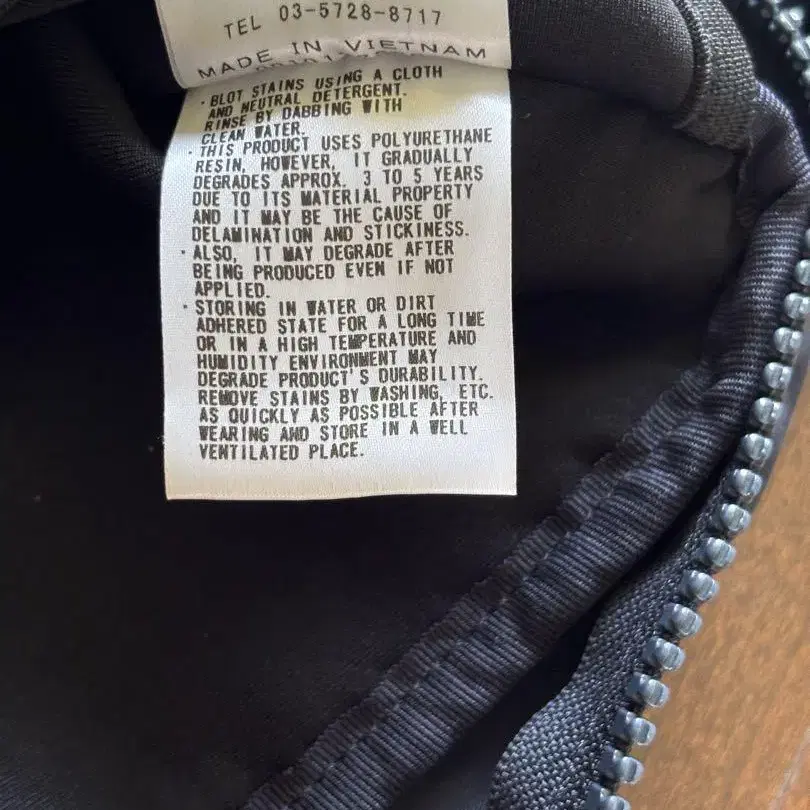 TEL 03-5728-8717
MADE IN VIETNAM
・BLOT STAINS USING A CLOTH
AND NEUTRAL DETERGENT.
RINSE BY DABBING WITH
CLEAN WATER.
・THIS PRODUCT USES POLYURETHANE
RESIN, HOWEVER, IT GRADUALLY
DEGRADES APPROX. 3 TO 5 YEARS
DUE TO ITS MATERIAL PROPERTY
AND IT MAY BE THE CAUSE OF
DELAMINATION AND STICKINESS.
・ALSO, IT MAY DEGRADE AFTER
BEING PRODUCED EVEN IF NOT
APPLIED.
・STORING IN WATER OR DIRT
ADHERED STATE FOR A LONG TIME
OR IN A HIGH TEMPERATURE AND
HUMIDITY ENVIRONMENT MAY
DEGRADE PRODUCT'S DURABILITY.
REMOVE STAINS BY WASHING, ETC.
AS QUICKLY AS POSSIBLE AFTER
WEARING AND STORE IN A WELL
VENTILATED PLACE.